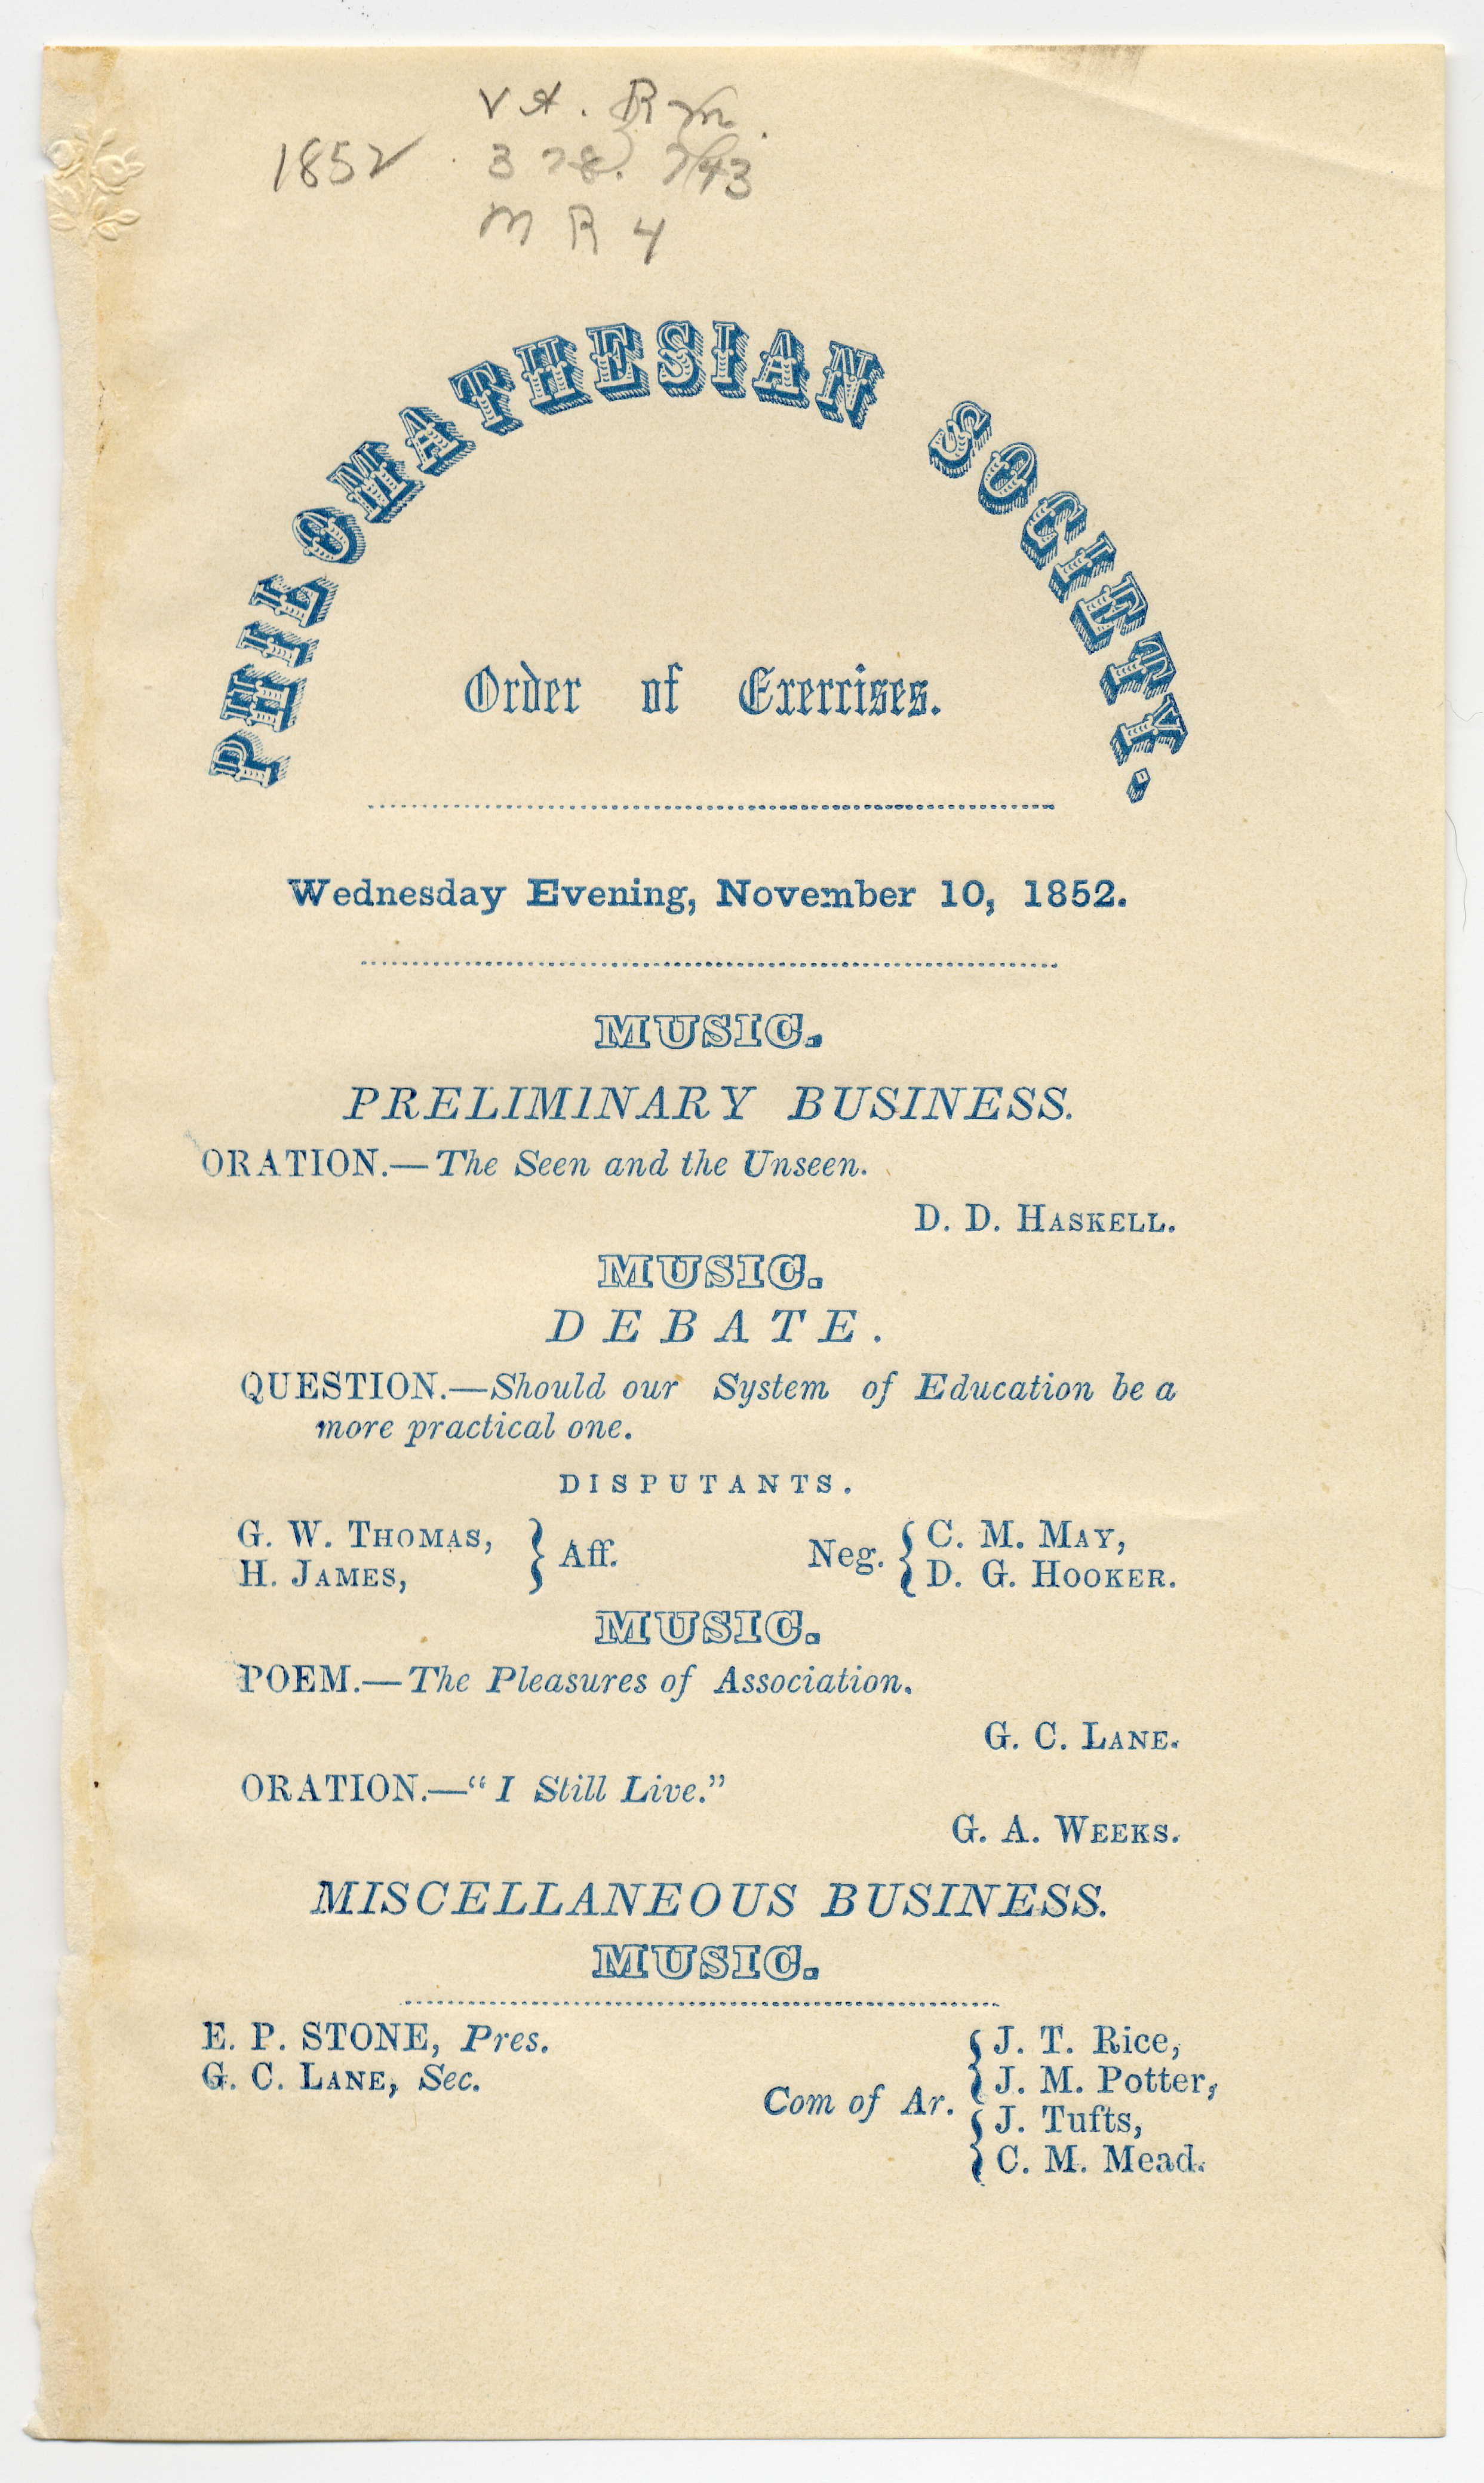 1852
378.743
M R 4
PHILOMATHESIAN SOCIETY.
Order of Exercises.
Wednesday Evening, November 10, 1852.
MUSIC.
PRELIMINARY BUSINESS.
ORATION.—The Seen and the Unseen.
D. D. HASKELL.
MUSIC.
DEBATE.
QUESTION.—Should our System of Education be a
more practical one.
DISPUTANTS.
G. W. THOMAS, } Aff. Neg. { C. M. MAY,
H. JAMES, D. G. HOOKER.
MUSIC.
POEM.—The Pleasures of Association.
G. C. LANE.
ORATION.—“I Still Live.”
G. A. WEEKS.
MISCELLANEOUS BUSINESS.
MUSIC.
E. P. STONE, Pres.
G. C. LANE, Sec.
Com of Ar. { J. T. Rice,
J. M. Potter,
J. Tufts,
C. M. Mead.